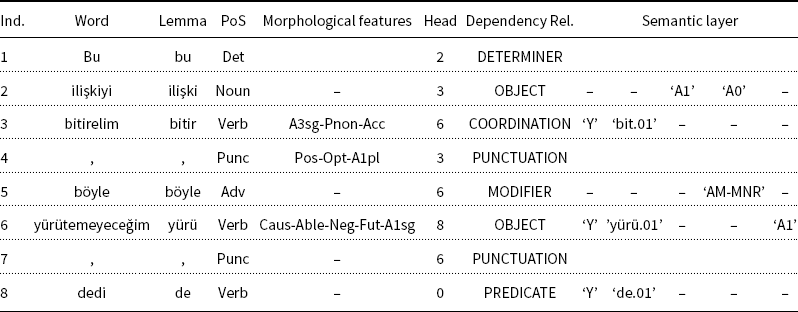 Ind. Word Lemma PoS Morphological features Head Dependency Rel. Semantic layer
1 Bu bu Det 2 DETERMINER
2 ilişkiyi ilişki Noun – 3 OBJECT – – ‘A1’ ‘A0’ –
3 bitirelim bitir Verb A3sg-Pnon-Acc 6 COORDINATION ‘Y’ ‘bit.01’ – – –
4 , , Punc Pos-Opt-A1pl 3 PUNCTUATION
5 böyle böyle Adv – 6 MODIFIER – – – ‘AM-MNR’ –
6 yürütemeyeceğim yürü Verb Caus-Able-Neg-Fut-A1sg 8 OBJECT ‘Y’ ’yürü.01’ – – ‘A1’
7 , , Punc – 6 PUNCTUATION
8 dedi de Verb – 0 PREDICATE ‘Y’ ‘de.01’ – – –